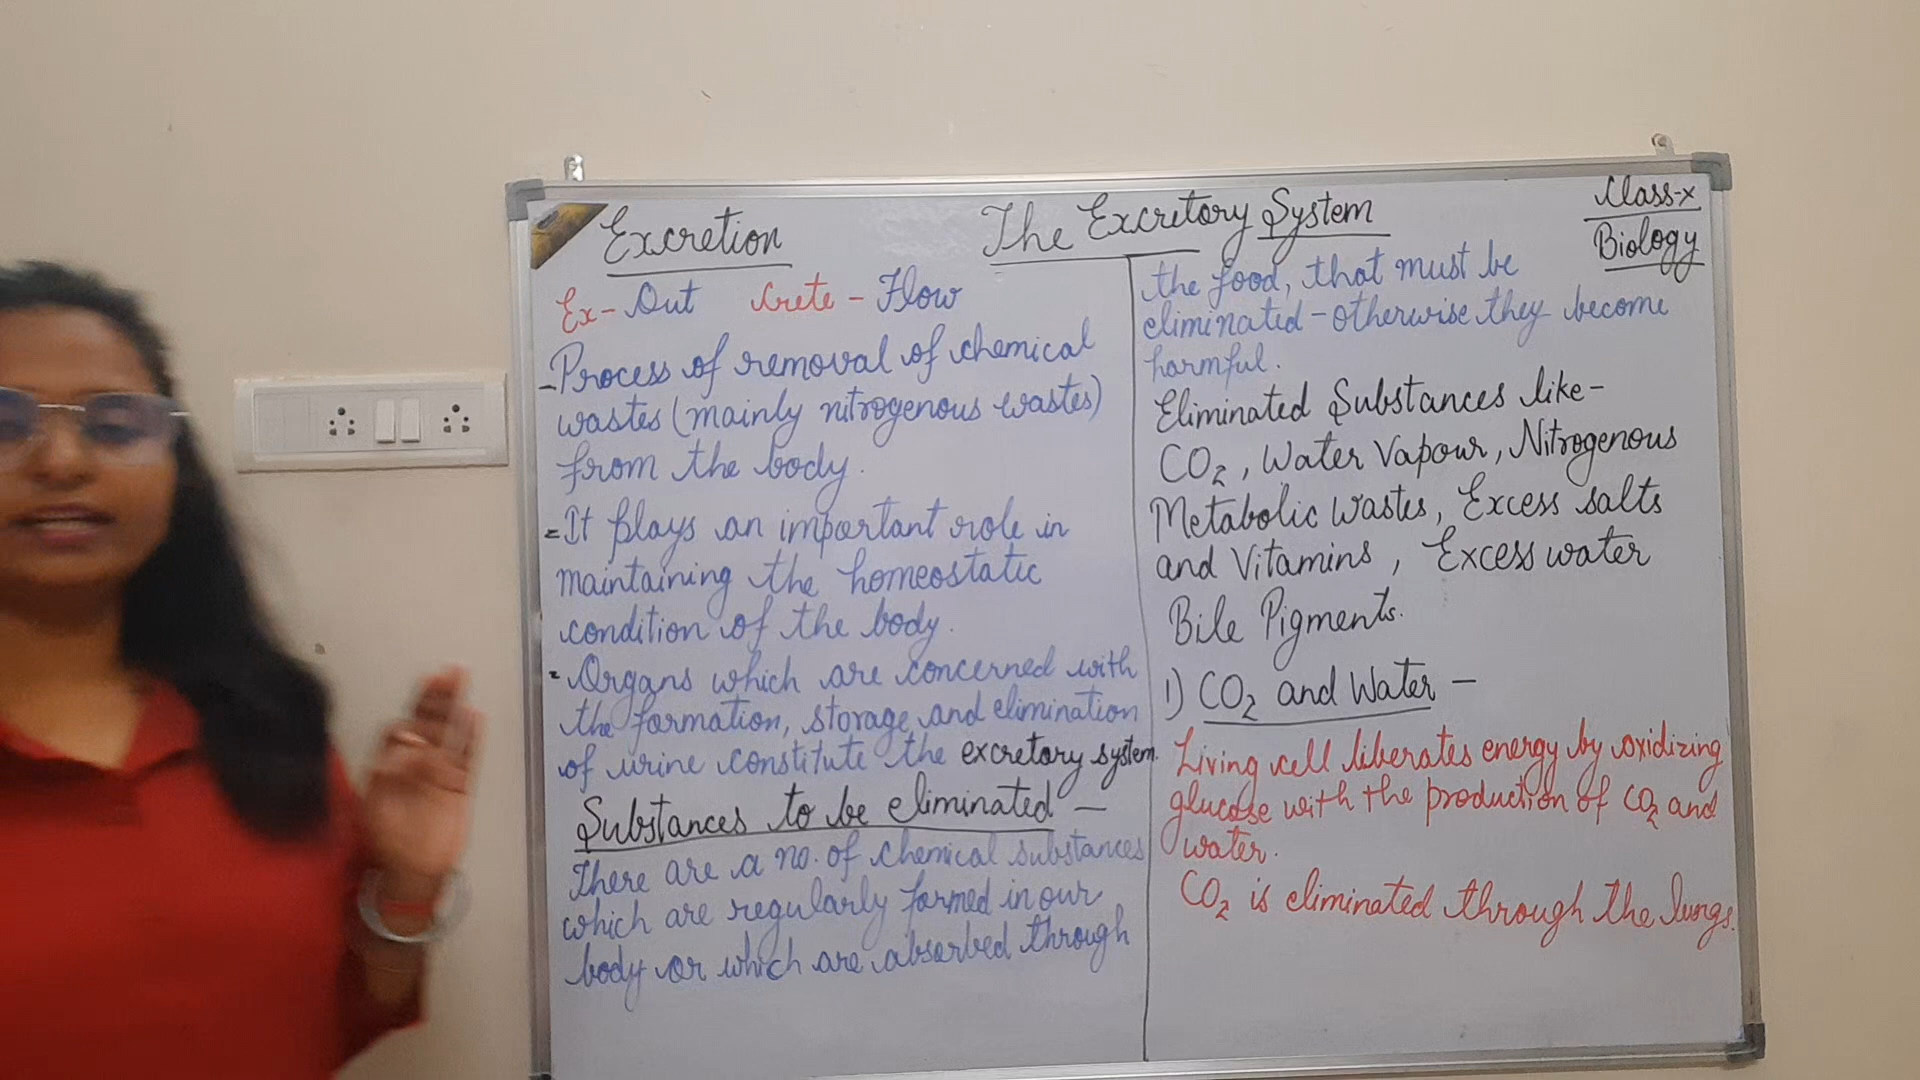 The Excretory System
Class-X
Biology
Excretion
Ex- Out Crete - Flow
- Process of removal of chemical
wastes (mainly nitrogenous wastes)
from the body.
= It plays an important role in
maintaining the homeostatic
condition of the body.
= Organs which are concerned with
the formation, storage and elimination
of urine constitute the excretory system.
Substances to be eliminated -
There are a no. of chemical substances
which are regularly formed in our
body or which are absorbed through
the food, that must be
eliminated - otherwise they become
harmful.
Eliminated Substances like -
CO₂, Water Vapour, Nitrogenous
Metabolic Wastes, Excess salts
and Vitamins, Excess water
Bile Pigments.
1) CO₂ and Water -
Living cell liberates energy by oxidizing
glucose with the production of CO₂ and
water.
CO₂ is eliminated through the lungs.